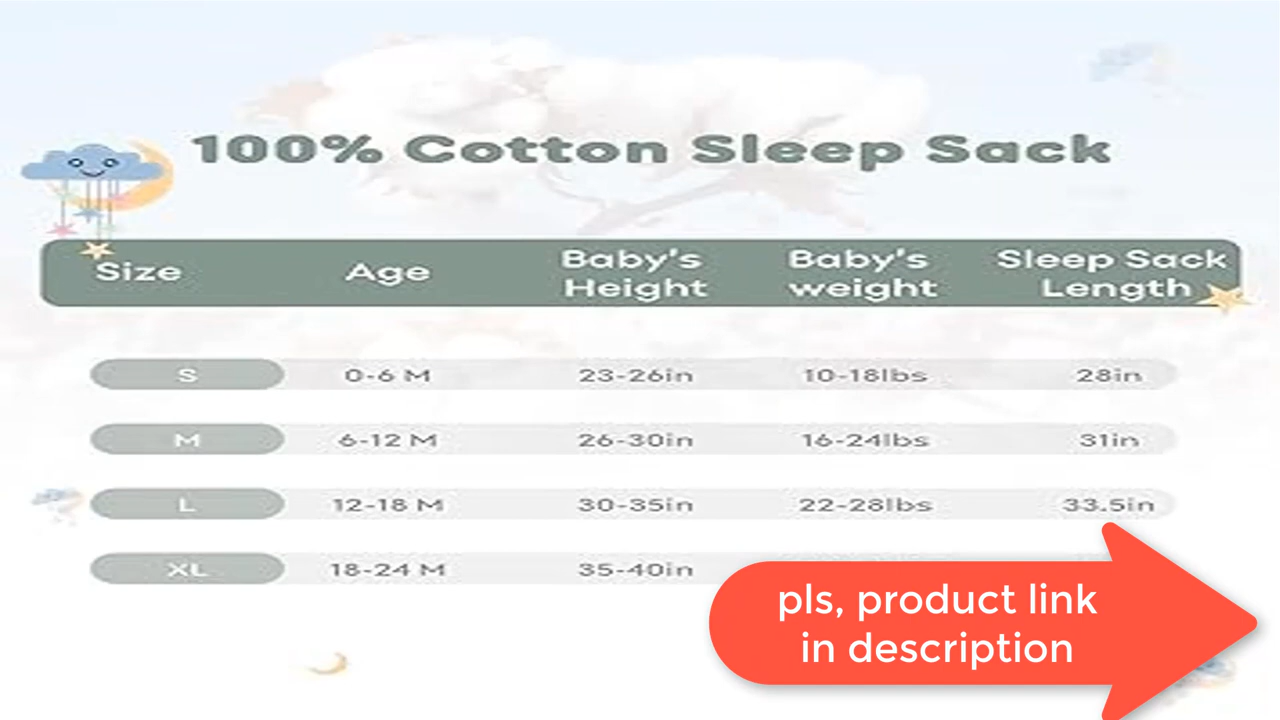 100% Cotton Sleep Sack
Size Age Baby's Height Baby's weight Sleep Sack Length
S 0-6 M 23-26in 10-18lbs 28in
M 6-12 M 26-30in 16-24lbs 31in
L 12-18 M 30-35in 22-28lbs 33.5in
XL 18-24 M 35-40in
pls, product link
in description